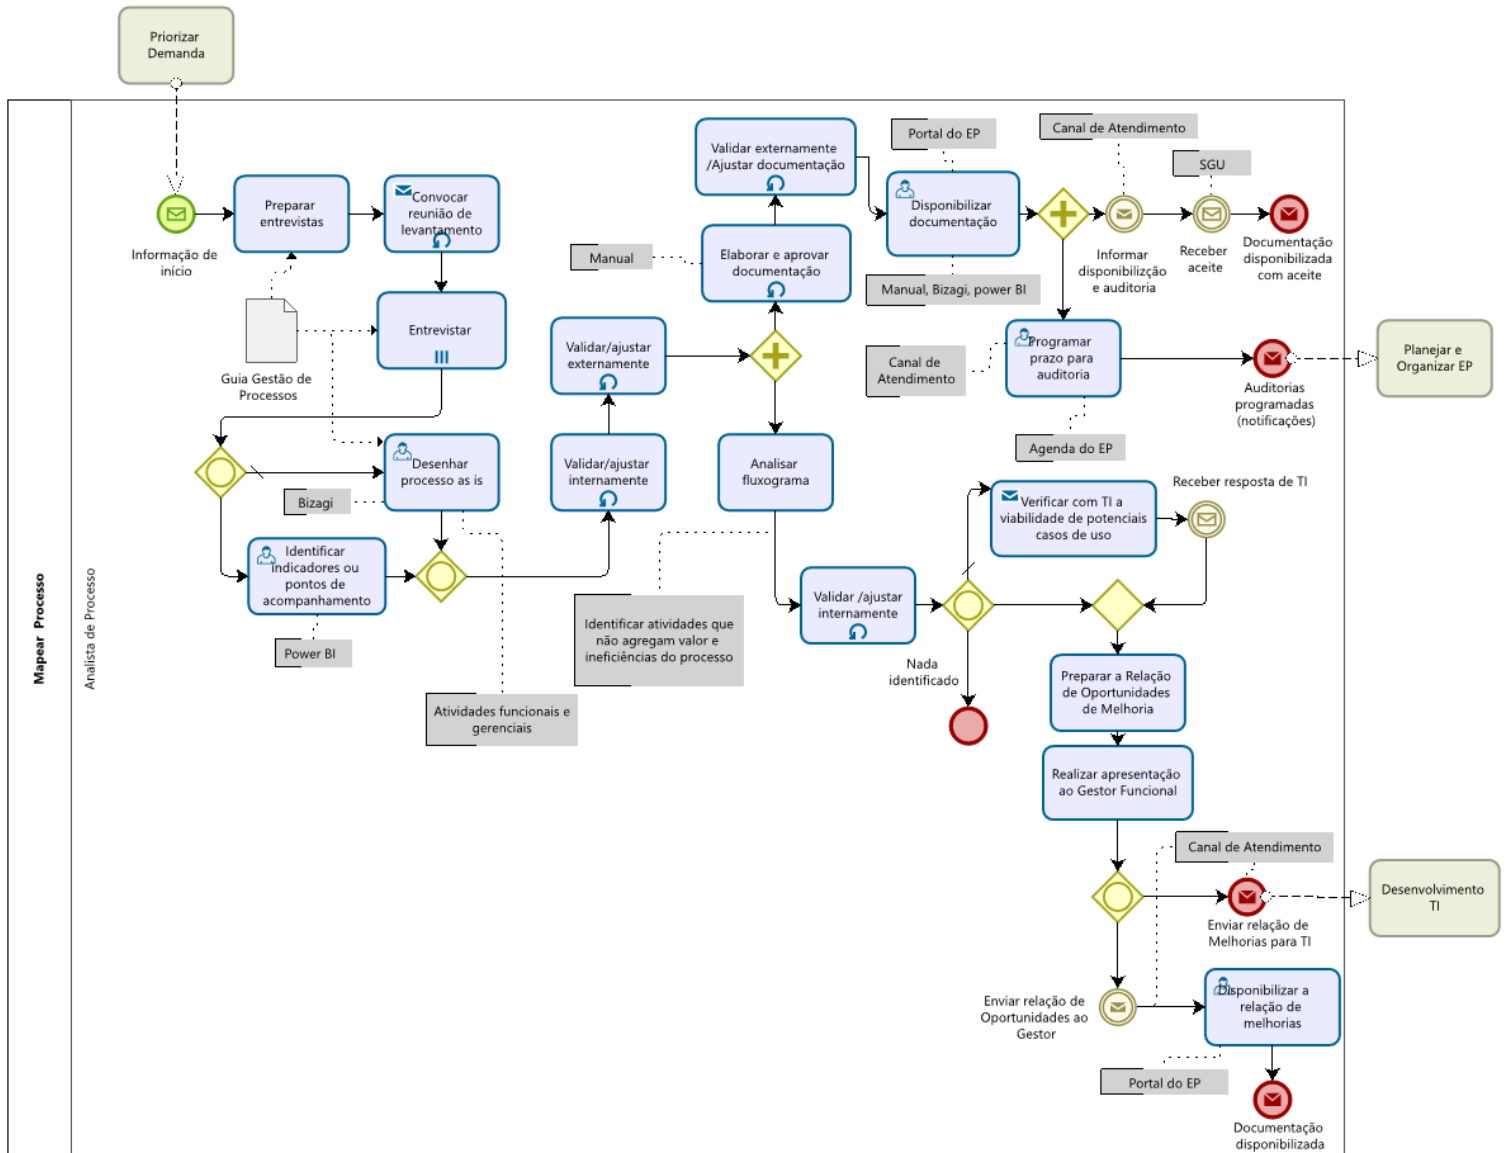 Priorizar
Demanda
Mapear Processo
Analista de Processo
Informação de
início
Preparar
entrevistas
Convocar
reunião de
levantamento
Guia Gestão de
Processos
Entrevistar
Desenhar
processo as is
Bizagi
Identificar
indicadores ou
pontos de
acompanhamento
Power BI
Atividades funcionais e
gerenciais
Validar/ajustar
internamente
Validar/ajustar
externamente
Manual
Elaborar e aprovar
documentação
Validar externamente
/Ajustar documentação
Portal do EP
Disponibilizar
documentação
Manual, Bizagi, power BI
Canal de Atendimento
SGU
Informar
disponibilizção
e auditoria
Receber
aceite
Documentação
disponibilizada
com aceite
Canal de
Atendimento
Programar
prazo para
auditoria
Agenda do EP
Auditorias
programadas
(notificações)
Planejar e
Organizar EP
Analisar
fluxograma
Identificar atividades que
não agregam valor e
ineficiências do processo
Validar /ajustar
internamente
Nada
identificado
Verificar com TI a
viabilidade de potenciais
casos de uso
Receber resposta de TI
Preparar a Relação
de Oportunidades
de Melhoria
Realizar apresentação
ao Gestor Funcional
Canal de Atendimento
Enviar relação de
Melhorias para TI
Desenvolvimento
TI
Enviar relação de
Oportunidades ao
Gestor
Disponibilizar a
relação de
melhorias
Portal do EP
Documentação
disponibilizada